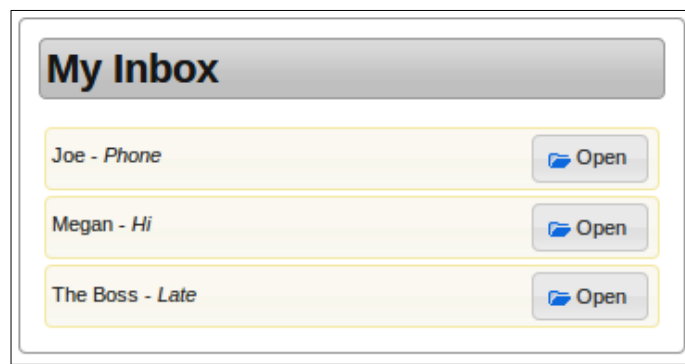 My Inbox
Joe - Phone Open
Megan - Hi Open
The Boss - Late Open